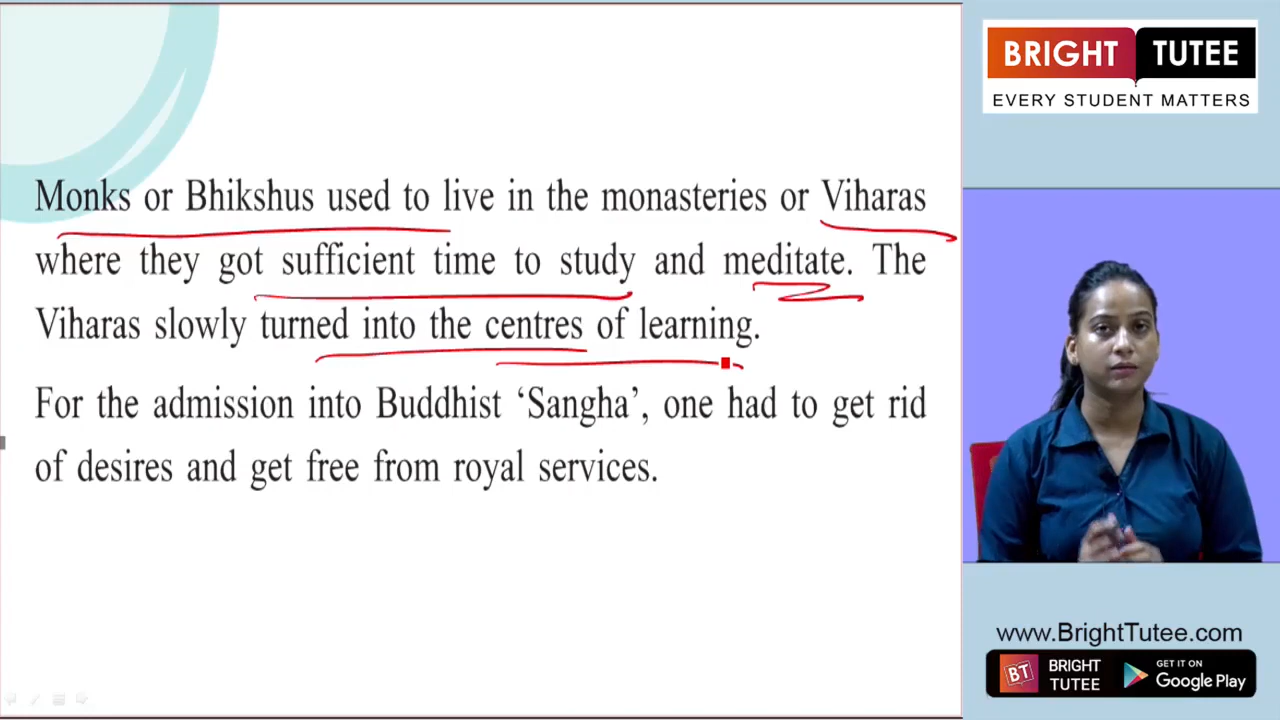 Monks or Bhikshus used to live in the monasteries or Viharas
where they got sufficient time to study and meditate. The
Viharas slowly turned into the centres of learning.
For the admission into Buddhist ‘Sangha’, one had to get rid
of desires and get free from royal services.
BRIGHT TUTEE
EVERY STUDENT MATTERS
www.BrightTutee.com
BT
BRIGHT
TUTEE
GET IT ON
Google Play